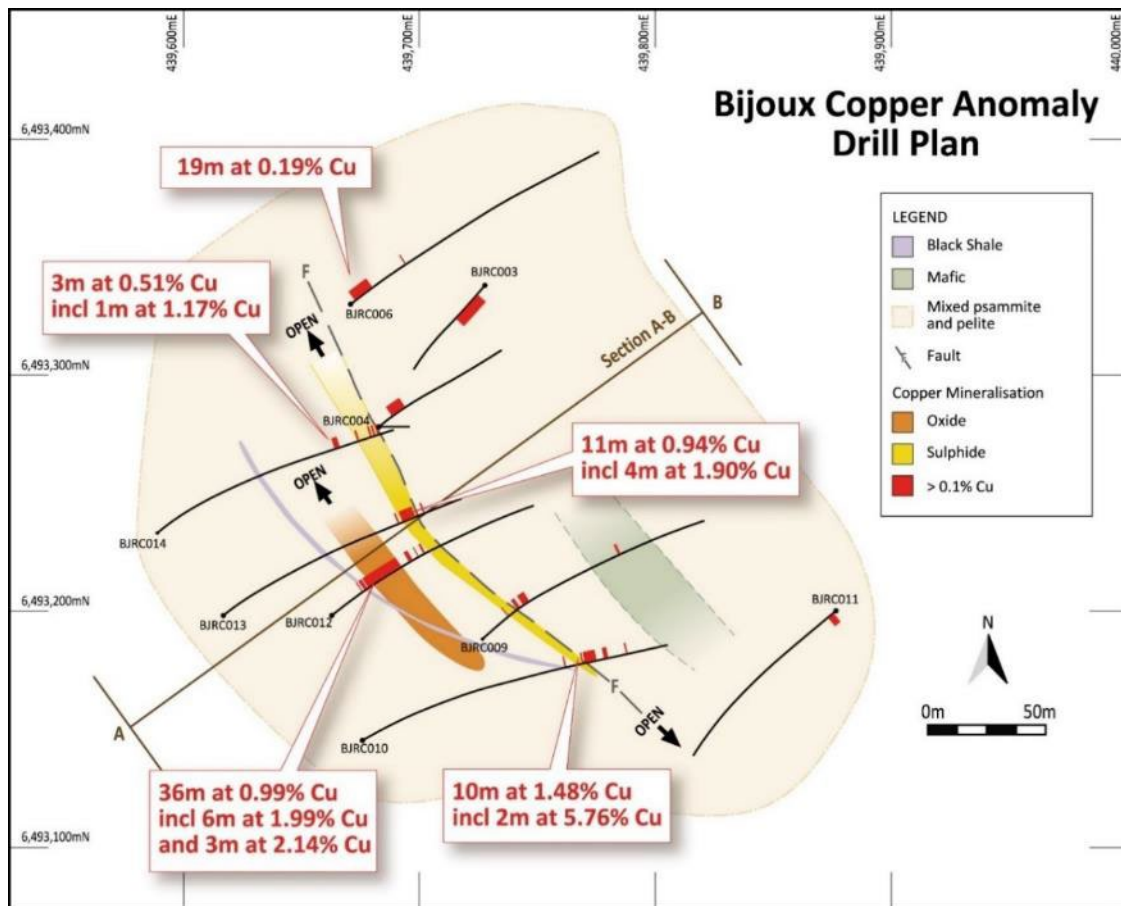 439,600mE
439,700mE
439,800mE
439,900mE
440,000mE
Bijoux Copper Anomaly
Drill Plan
6,493,400mN
6,493,300mN
6,493,200mN
6,493,100mN
19m at 0.19% Cu
3m at 0.51% Cu
incl 1m at 1.17% Cu
11m at 0.94% Cu
incl 4m at 1.90% Cu
36m at 0.99% Cu
incl 6m at 1.99% Cu
and 3m at 2.14% Cu
10m at 1.48% Cu
incl 2m at 5.76% Cu
F
OPEN
BJRC006
BJRC003
B
Section A-B
BJRC004
OPEN
BJRC014
BJRC013
BJRC012
BJRC009
BJRC011
F
OPEN
A
BJRC010
LEGEND
Black Shale
Mafic
Mixed psammite
and pelite
F
Fault
Copper Mineralisation
Oxide
Sulphide
> 0.1% Cu
N
0m
50m